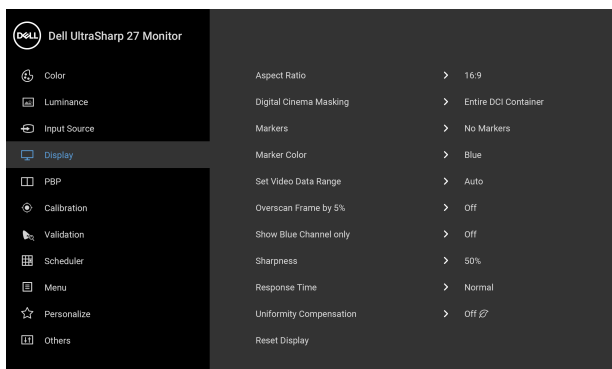 DELL Dell UltraSharp 27 Monitor
Color
Luminance
Input Source
Display
PBP
Calibration
Validation
Scheduler
Menu
Personalize
Others
Aspect Ratio > 16:9
Digital Cinema Masking > Entire DCI Container
Markers > No Markers
Marker Color > Blue
Set Video Data Range > Auto
Overscan Frame by 5% > Off
Show Blue Channel only > Off
Sharpness > 50%
Response Time > Normal
Uniformity Compensation > Off
Reset Display